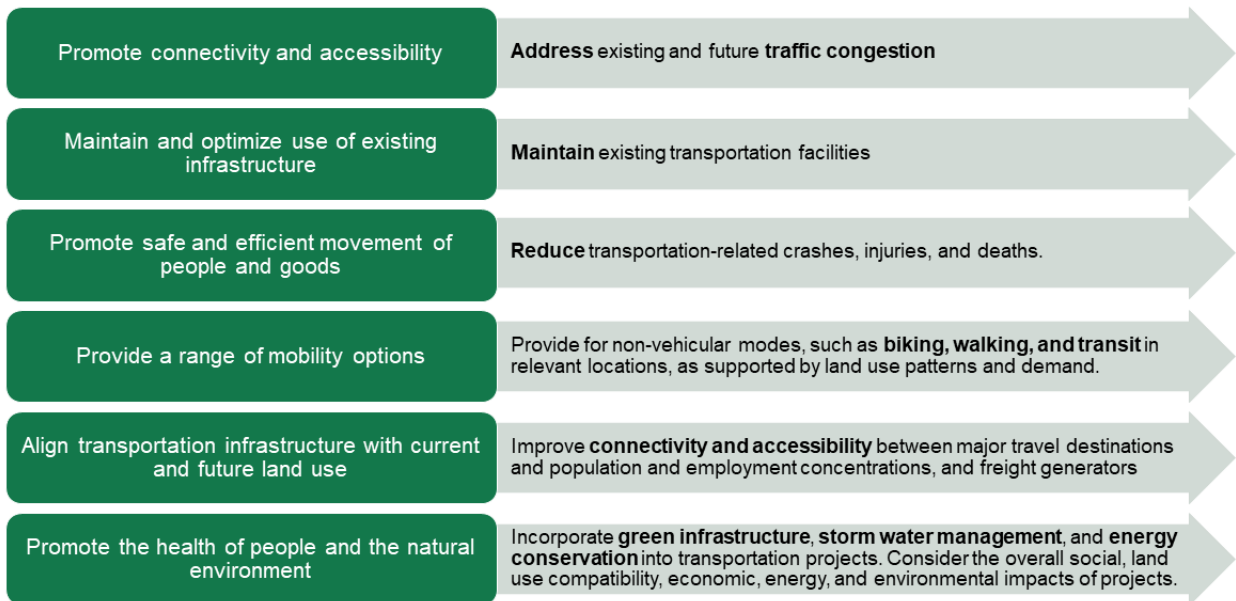 Promote connectivity and accessibility
Address existing and future traffic congestion
Maintain and optimize use of existing
infrastructure
Maintain existing transportation facilities
Promote safe and efficient movement of
people and goods
Reduce transportation-related crashes, injuries, and deaths.
Provide a range of mobility options
Provide for non-vehicular modes, such as biking, walking, and transit in
relevant locations, as supported by land use patterns and demand.
Align transportation infrastructure with current
and future land use
Improve connectivity and accessibility between major travel destinations
and population and employment concentrations, and freight generators
Promote the health of people and the natural
environment
Incorporate green infrastructure, storm water management, and energy
conservation into transportation projects. Consider the overall social, land
use compatibility, economic, energy, and environmental impacts of projects.